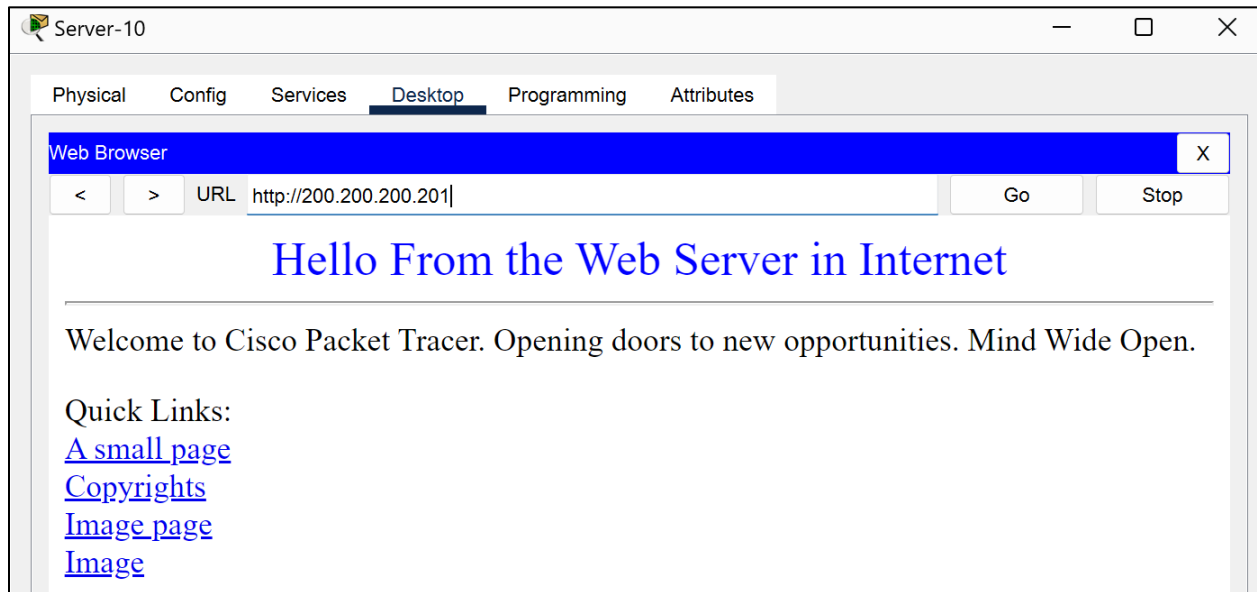 Server-10
Physical Config Services Desktop Programming Attributes
Web Browser X
< > URL http://200.200.200.201 Go Stop
Hello From the Web Server in Internet
Welcome to Cisco Packet Tracer. Opening doors to new opportunities. Mind Wide Open.
Quick Links:
A small page
Copyrights
Image page
Image